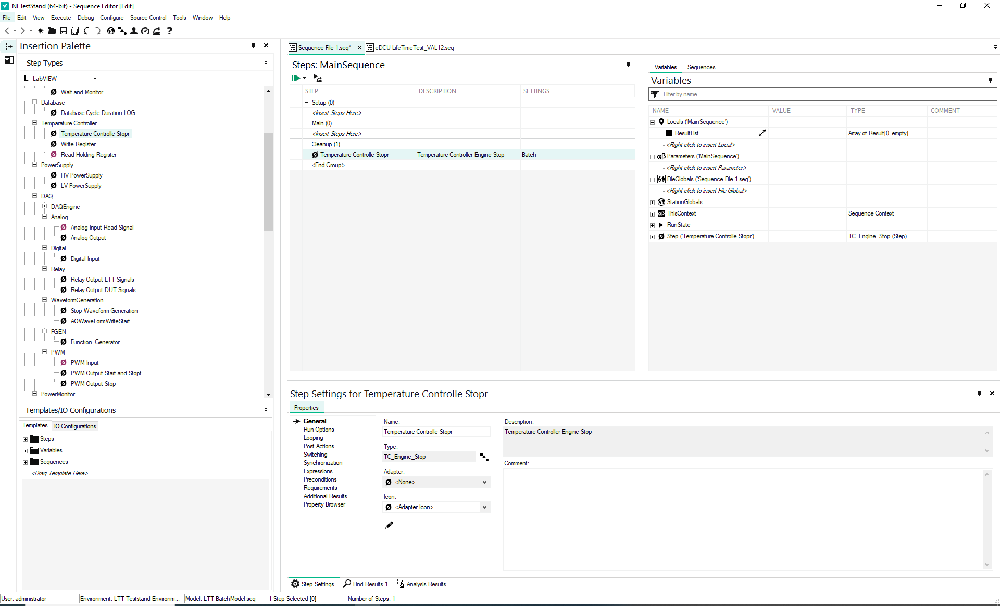 NI TestStand (64-bit) - Sequence Editor [Edit]
File Edit View Execute Debug Configure Source Control Tools Window Help
Insertion Palette
Step Types
L LabVIEW
Wait and Monitor
Database
Database Cycle Duration LOG
Temparature Controller
Temperature Controlle Stopr
Write Register
Read Holding Register
PowerSupply
HV PowerSupply
LV PowerSupply
DAQ
DAQEngine
Analog
Analog Input Read Signal
Analog Output
Digital
Digital Input
Relay
Relay Output LTT Signals
Relay Output DUT Signals
WaveformGeneration
Stop Waveform Generation
AOWaveFormWriteStart
FGEN
Function_Generator
PWM
PWM Input
PWM Output Start and Stopt
PWM Output Stop
PowerMonitor
Templates/IO Configurations
Templates IO Configurations
Steps
Variables
Sequences
<Drag Template Here>
Sequence File 1.seq* eDCU LifeTimeTest_VAL12.seq
Steps: MainSequence
STEP DESCRIPTION SETTINGS
Setup (0)
<Insert Steps Here>
Main (0)
<Insert Steps Here>
Cleanup (1)
Temperature Controlle Stopr Temperature Controller Engine Stop Batch
<End Group>
Variables Sequences
Variables
Filter by name
NAME VALUE TYPE COMMENT
Locals ('MainSequence')
ResultList Array of Result[0..empty]
<Right click to insert Local>
αβ Parameters ('MainSequence')
<Right click to insert Parameter>
FileGlobals ('Sequence File 1.seq')
<Right click to insert File Global>
StationGlobals
αβ ThisContext Sequence Context
RunState
Step ('Temperature Controlle Stopr') TC_Engine_Stop (Step)
Step Settings for Temperature Controlle Stopr
Properties
General
Run Options
Looping
Post Actions
Switching
Synchronization
Expressions
Preconditions
Requirements
Additional Results
Property Browser
Name:
Temperature Controlle Stopr
Type:
TC_Engine_Stop
Adapter:
<None>
Icon:
<Adapter Icon>
Description:
Temperature Controller Engine Stop
Comment:
Step Settings Find Results 1 Analysis Results
User: administrator Environment: LTT Teststand Environm... Model: LTT BatchModel.seq 1 Step Selected [0] Number of Steps: 1